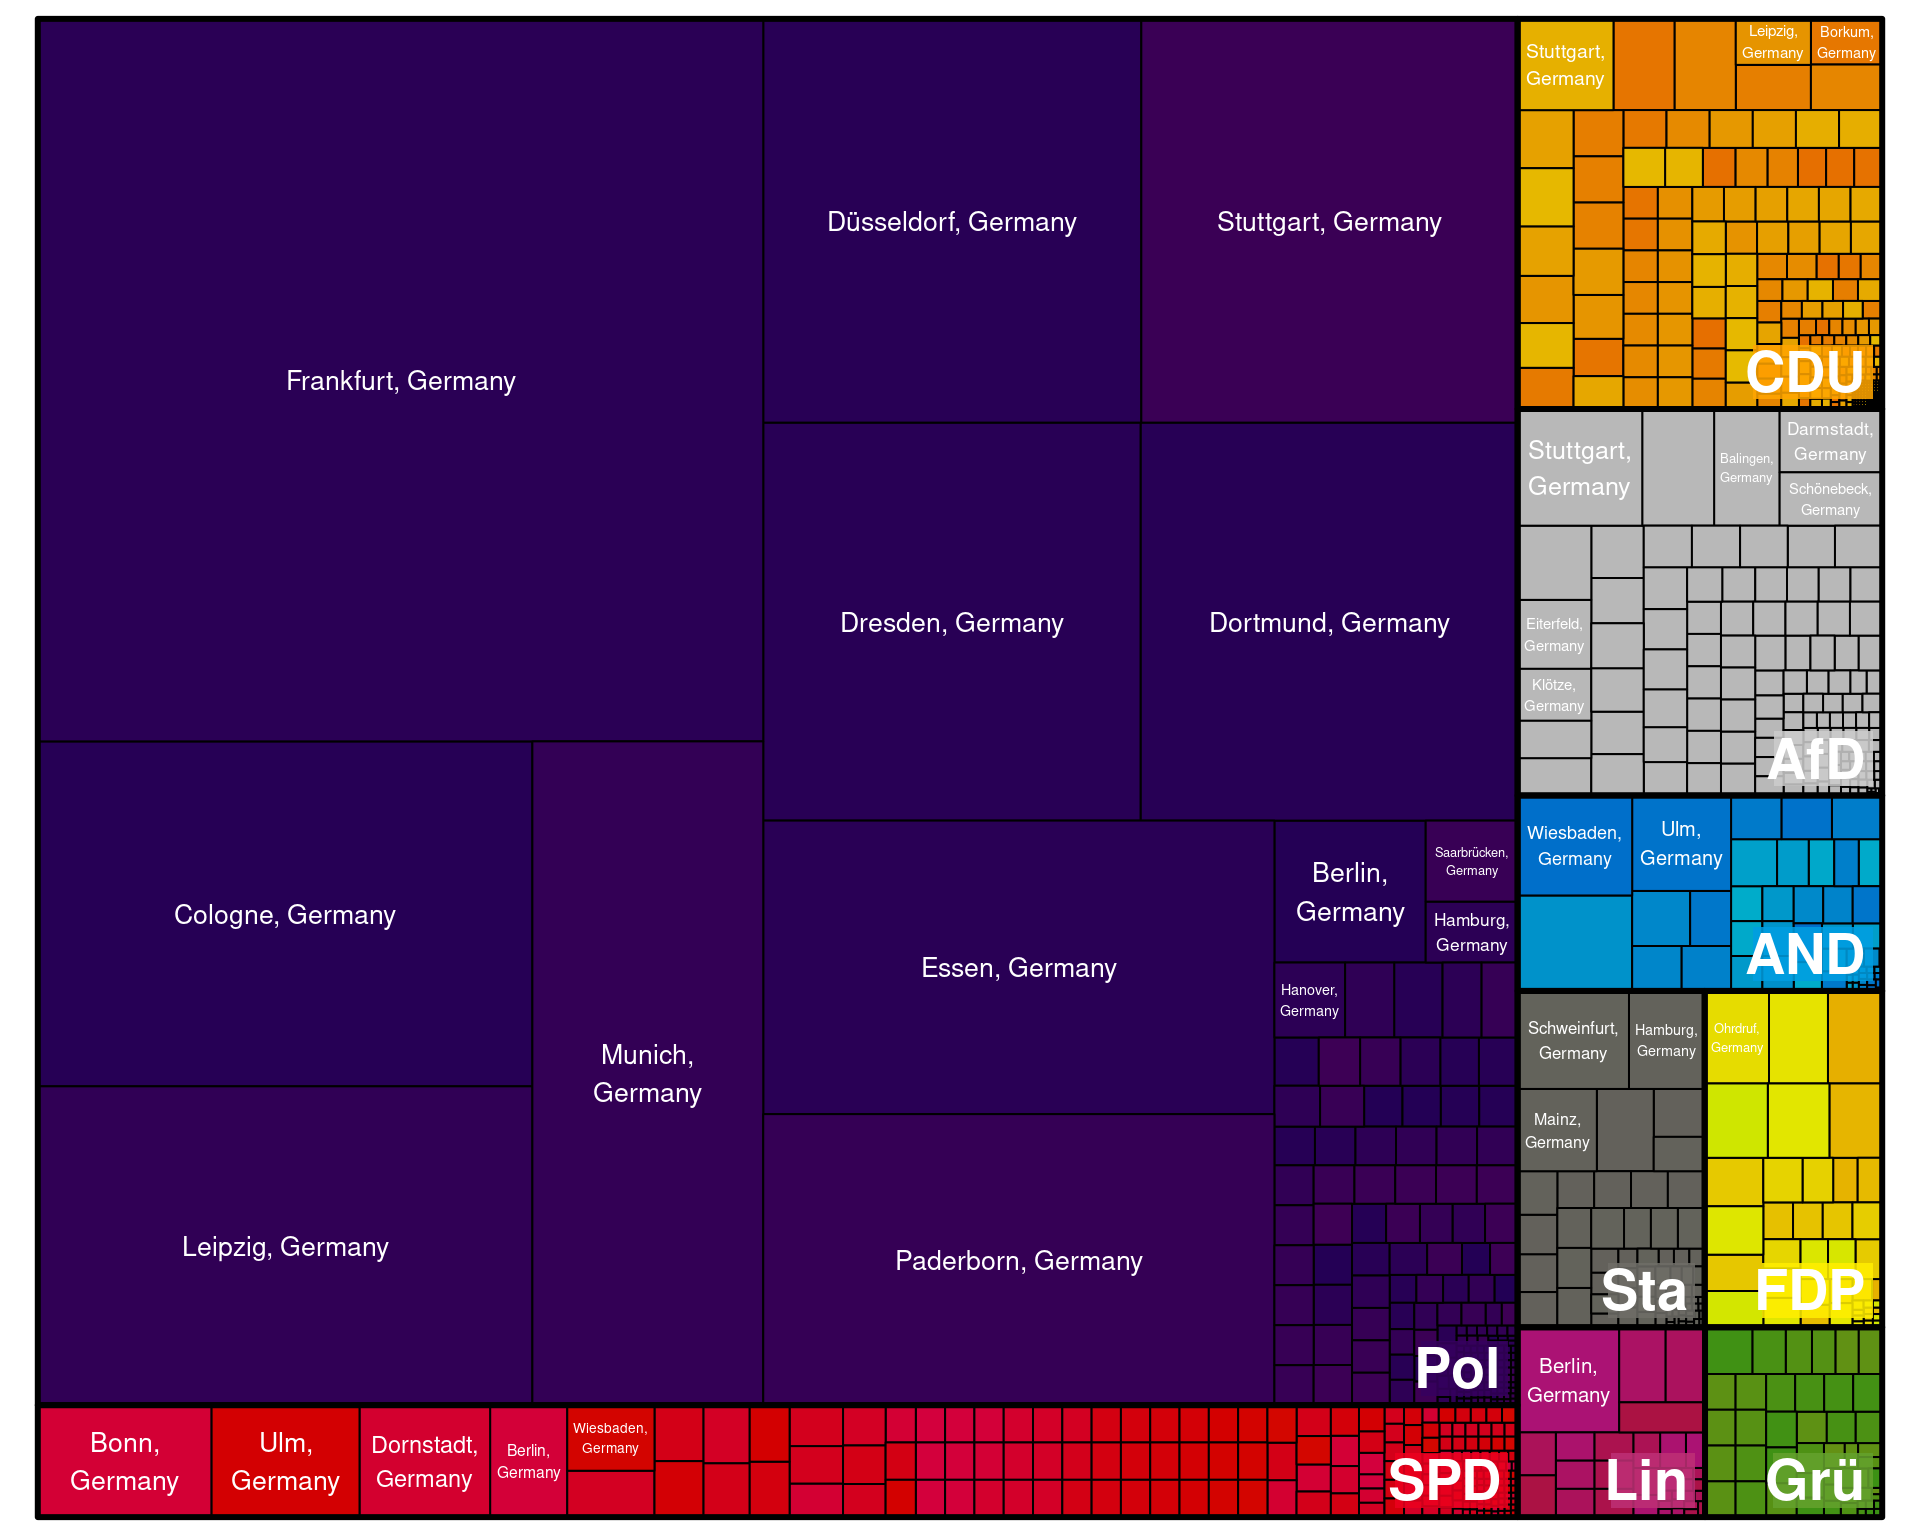 Frankfurt, Germany
Düsseldorf, Germany
Stuttgart, Germany
Dresden, Germany
Dortmund, Germany
Cologne, Germany
Leipzig, Germany
Munich,
Germany
Essen, Germany
Paderborn, Germany
Berlin,
Germany
Saarbrücken,
Germany
Hamburg,
Germany
Hanover,
Germany
Pol
Bonn,
Germany
Ulm,
Germany
Dornstadt,
Germany
Berlin,
Germany
Wiesbaden,
Germany
SPD
Stuttgart,
Germany
Leipzig,
Germany
Borkum,
Germany
CDU
Stuttgart,
Germany
Balingen,
Germany
Darmstadt,
Germany
Schönebeck,
Germany
Eiterfeld,
Germany
Klötze,
Germany
AfD
Wiesbaden,
Germany
Ulm,
Germany
AND
Schweinfurt,
Germany
Hamburg,
Germany
Mainz,
Germany
Sta
Ohrdruf,
Germany
FDP
Berlin,
Germany
Lin
Grü